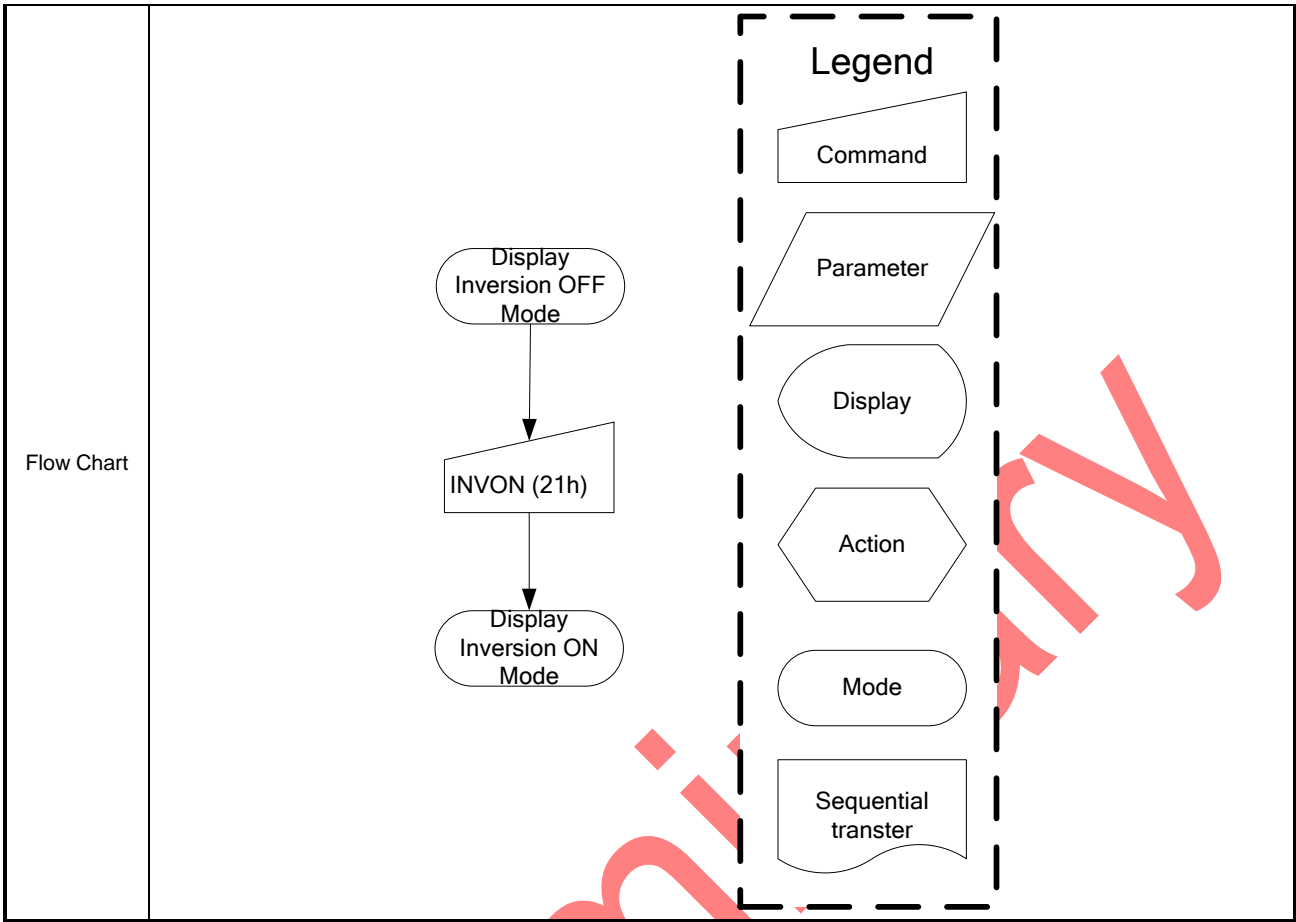 Flow Chart
Display
Inversion OFF
Mode
INVON (21h)
Display
Inversion ON
Mode
Legend
Command
Parameter
Display
Action
Mode
Sequential
transter